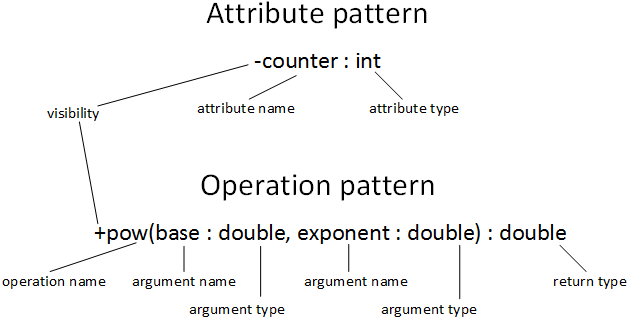 Attribute pattern
-counter : int
visibility
attribute name
attribute type
Operation pattern
+pow(base : double, exponent : double) : double
operation name
argument name
argument type
argument name
argument type
return type